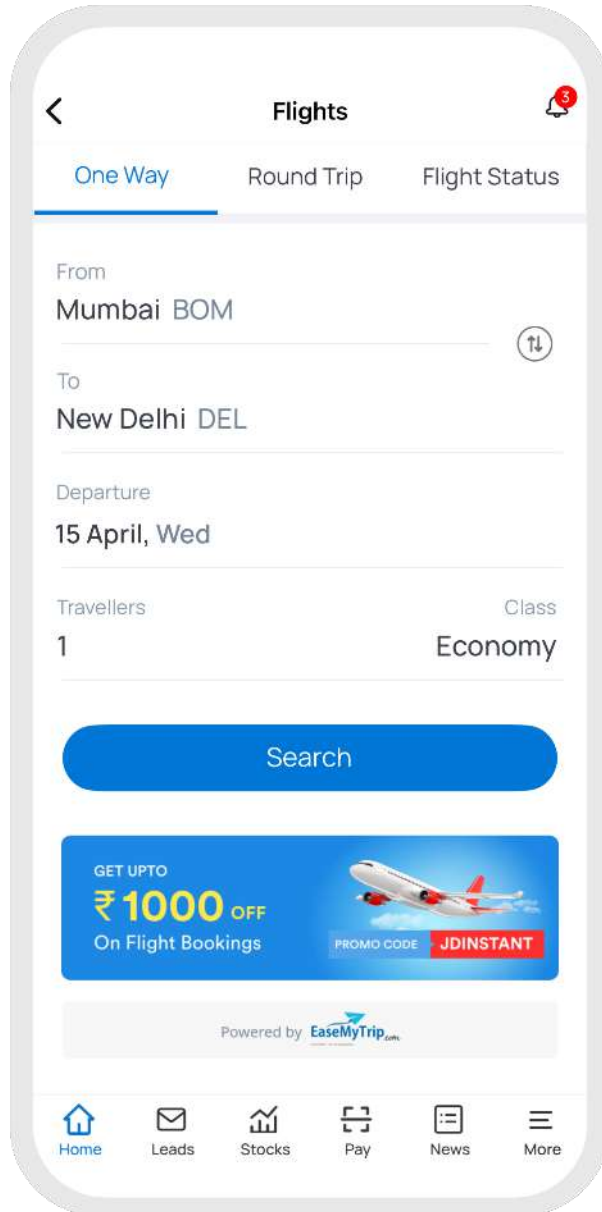 Flights
3
One Way Round Trip Flight Status
From
Mumbai BOM
To
New Delhi DEL
Departure
15 April, Wed
Travellers Class
1 Economy
Search
GET UPTO
₹1000 OFF
On Flight Bookings
PROMO CODE JDINSTANT
Powered by EaseMyTrip.com
Home Leads Stocks Pay News More